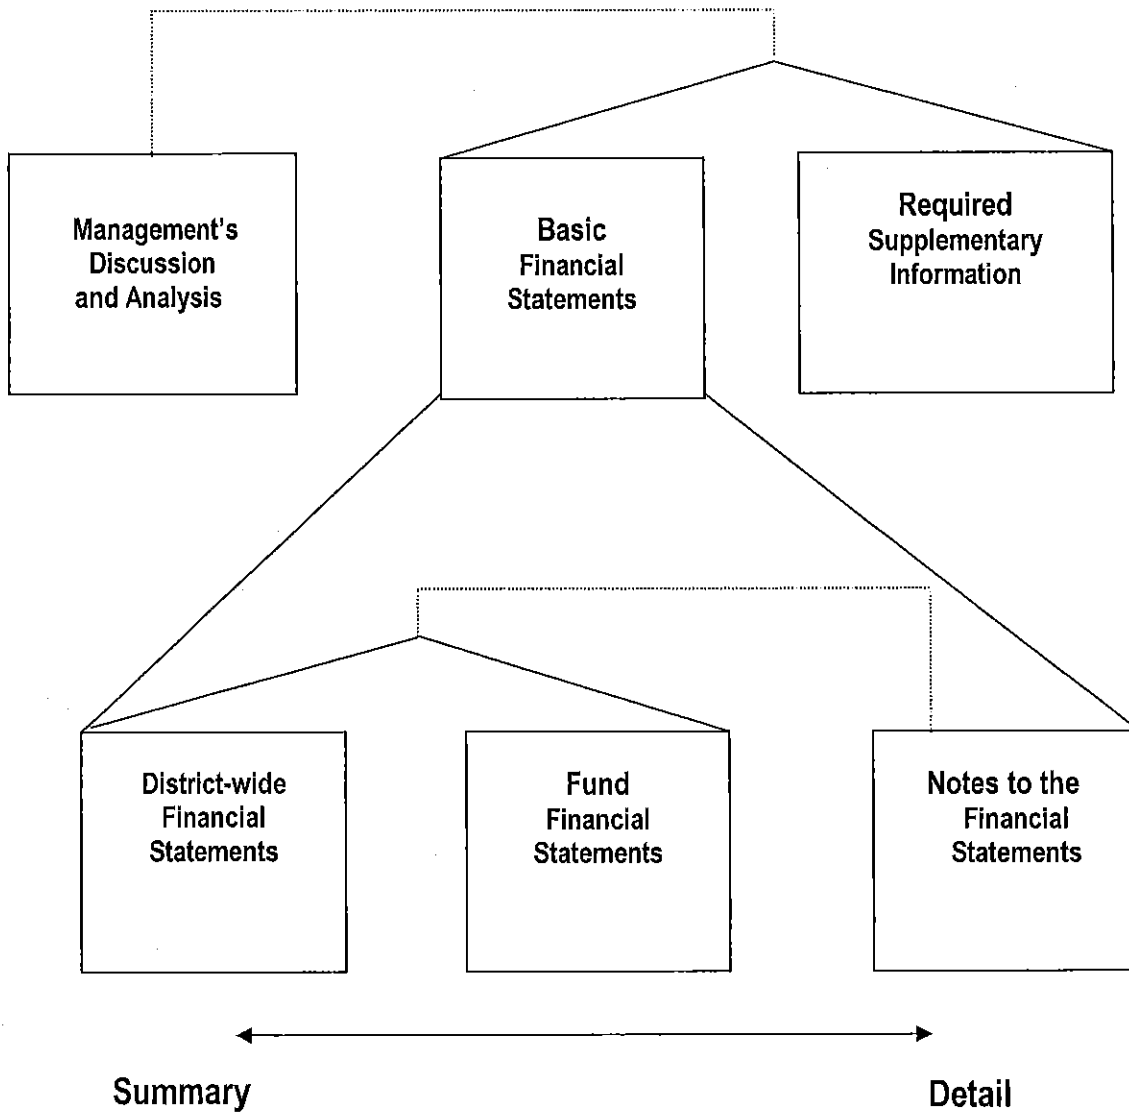 Management's
Discussion
and Analysis
Basic
Financial
Statements
Required
Supplementary
Information
District-wide
Financial
Statements
Fund
Financial
Statements
Notes to the
Financial
Statements
Summary
Detail